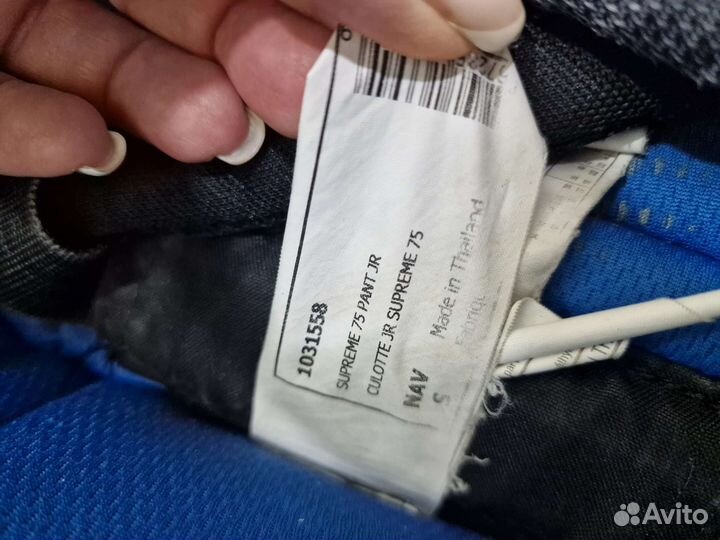 1031558
SUPREME 75 PANT JR
CULOTTE JR SUPREME 75
NAV
S
Made in Thailand
Avito